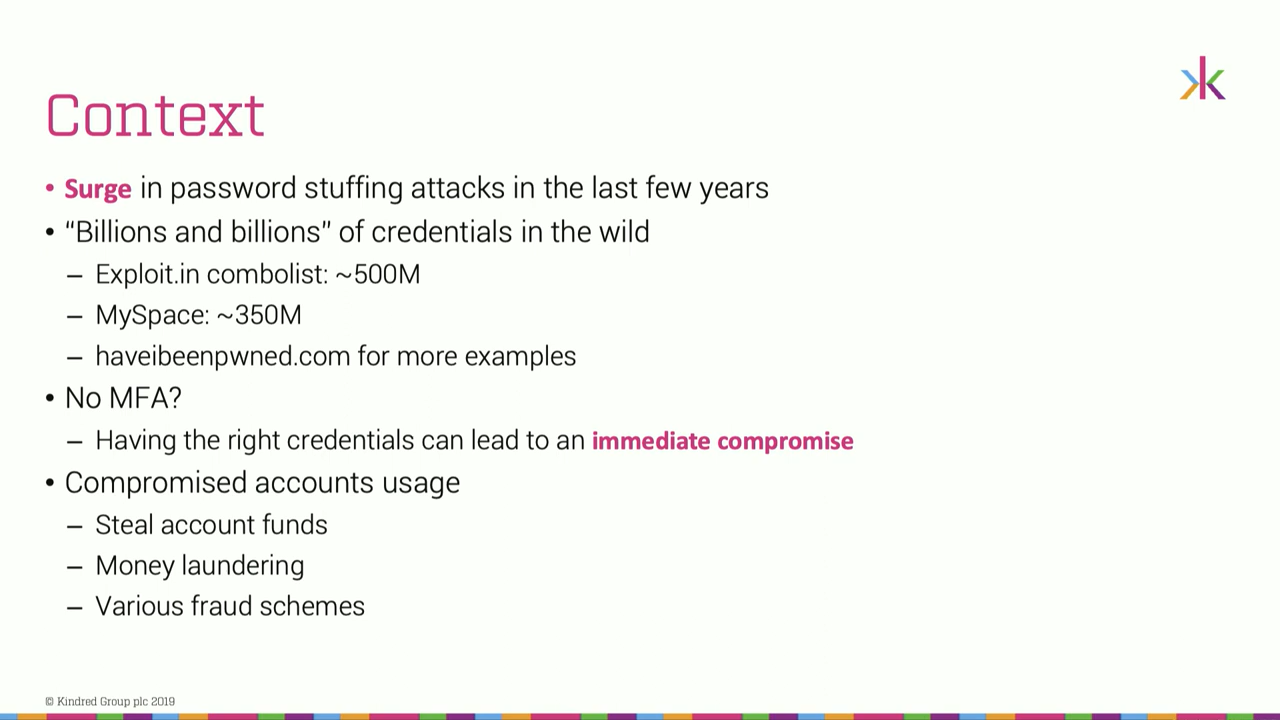 Context
• Surge in password stuffing attacks in the last few years
• “Billions and billions” of credentials in the wild
– Exploit.in combolist: ~500M
– MySpace: ~350M
– haveibeenpwned.com for more examples
• No MFA?
– Having the right credentials can lead to an immediate compromise
• Compromised accounts usage
– Steal account funds
– Money laundering
– Various fraud schemes
© Kindred Group plc 2019